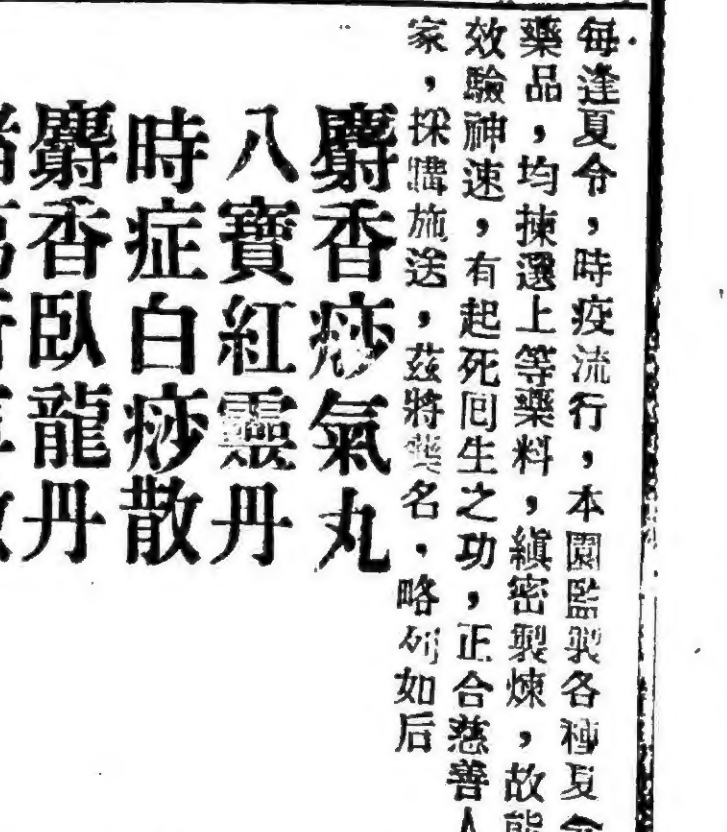 每逢夏令，時疫流行，本園監製各種夏令
藥品，均揀選上等藥料，縝密製煉，故能
效驗神速，有起死囘生之功，正合慈善人
家，採購施送，茲將藥名，略列如后
麝香痧氣丸
八寶紅靈丹
時症白痧散
麝香臥龍丹